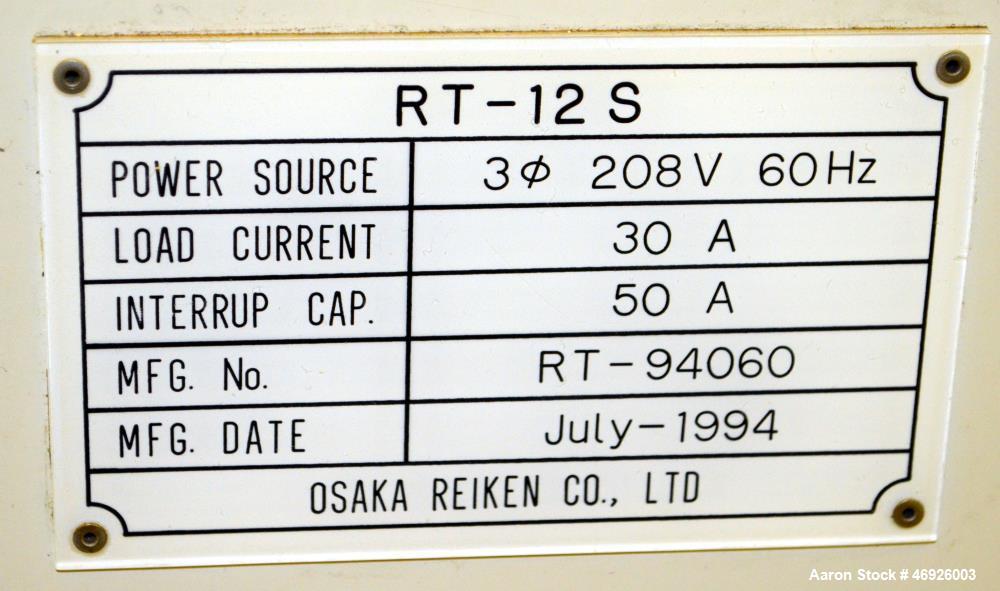 RT-12S
POWER SOURCE 3φ 208V 60Hz
LOAD CURRENT 30 A
INTERRUP CAP. 50 A
MFG. No. RT-94060
MFG. DATE July-1994
OSAKA REIKEN CO., LTD
Aaron Stock # 46926003